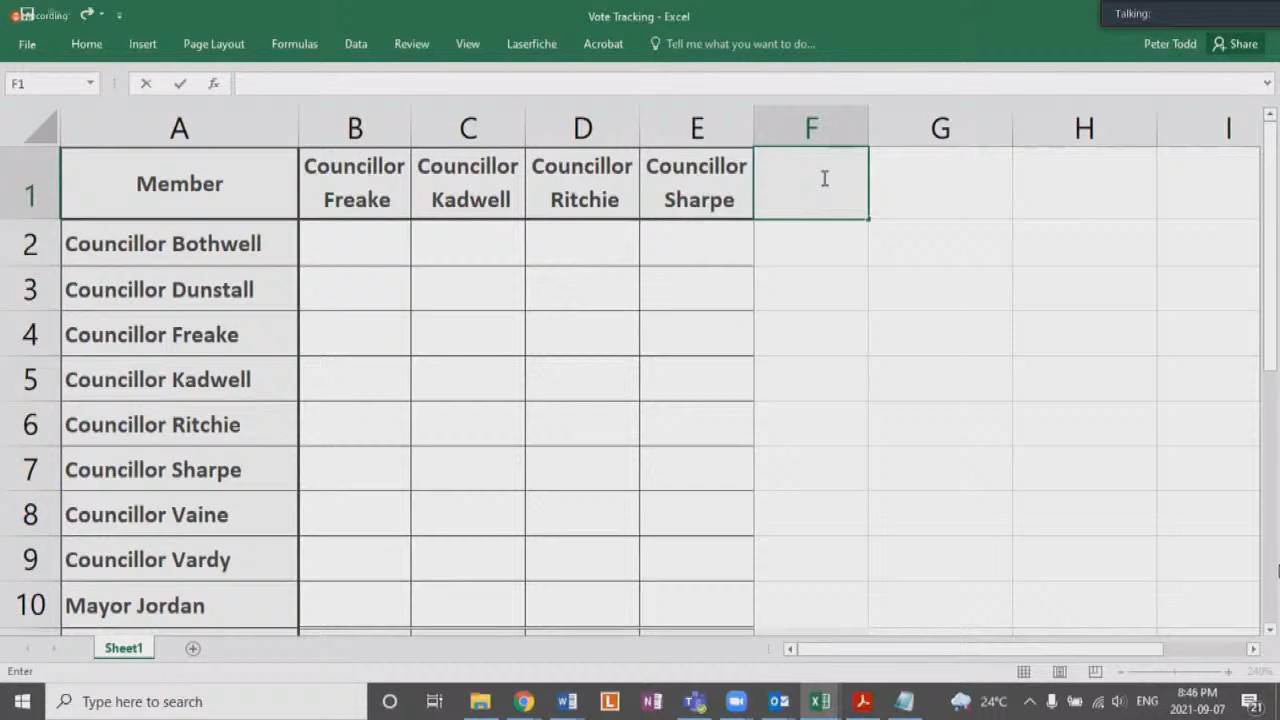 Recording
Vote Tracking - Excel
Talking:
File Home Insert Page Layout Formulas Data Review View Laserfiche Acrobat Tell me what you want to do... Peter Todd Share
F1 fx
A B C D E F G H I
1 Member Councillor Freake Councillor Kadwell Councillor Ritchie Councillor Sharpe
2 Councillor Bothwell
3 Councillor Dunstall
4 Councillor Freake
5 Councillor Kadwell
6 Councillor Ritchie
7 Councillor Sharpe
8 Councillor Vaine
9 Councillor Vardy
10 Mayor Jordan
Sheet1
Enter 240%
Type here to search 24°C ENG 8:46 PM
2021-09-07 21